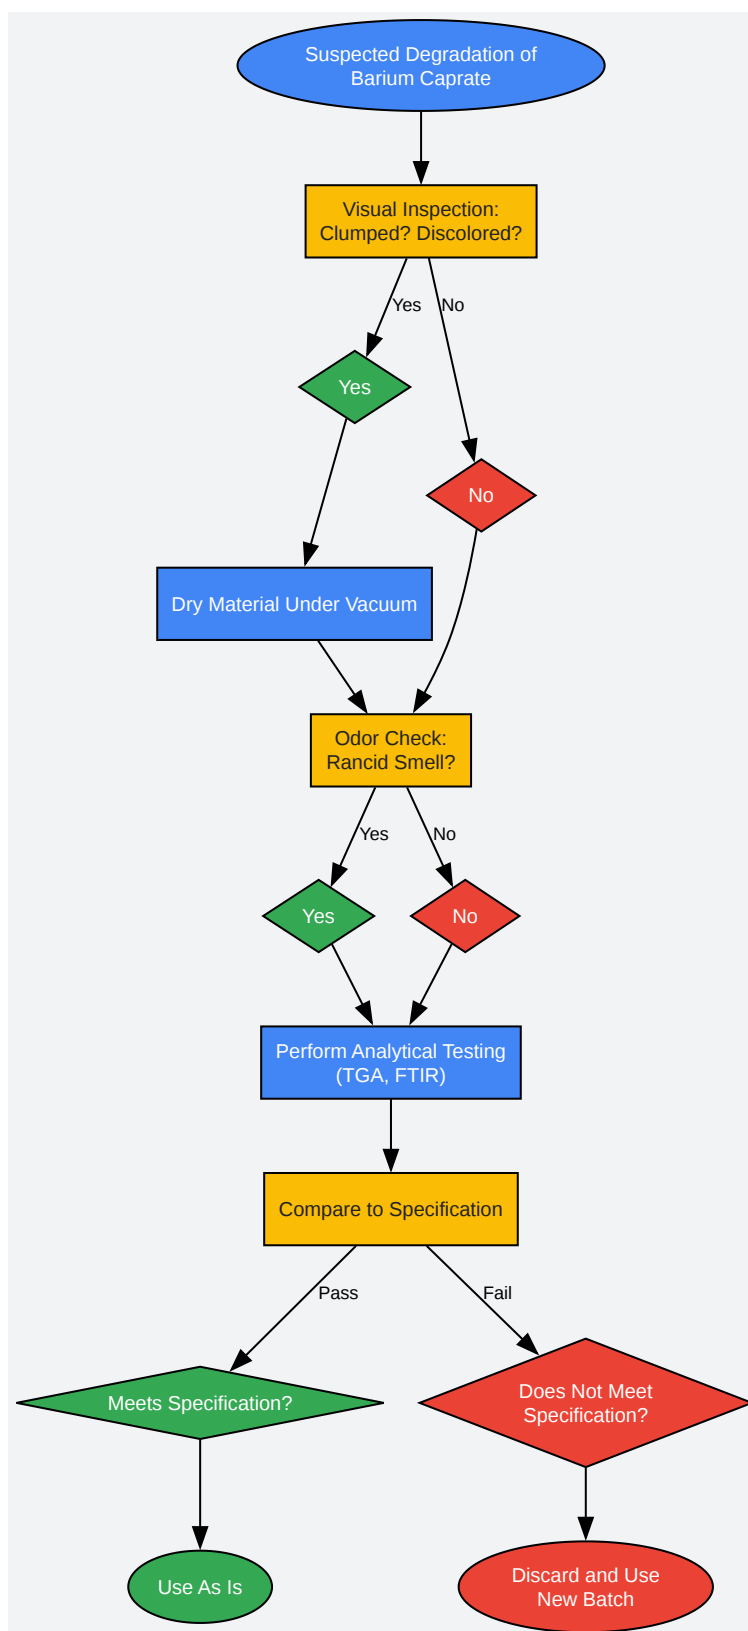 Suspected Degradation of
Barium Caprate
Visual Inspection:
Clumped? Discolored?
Yes
No
Yes
No
Dry Material Under Vacuum
Odor Check:
Rancid Smell?
Yes
No
Yes
No
Perform Analytical Testing
(TGA, FTIR)
Compare to Specification
Pass
Fail
Meets Specification?
Does Not Meet
Specification?
Use As Is
Discard and Use
New Batch